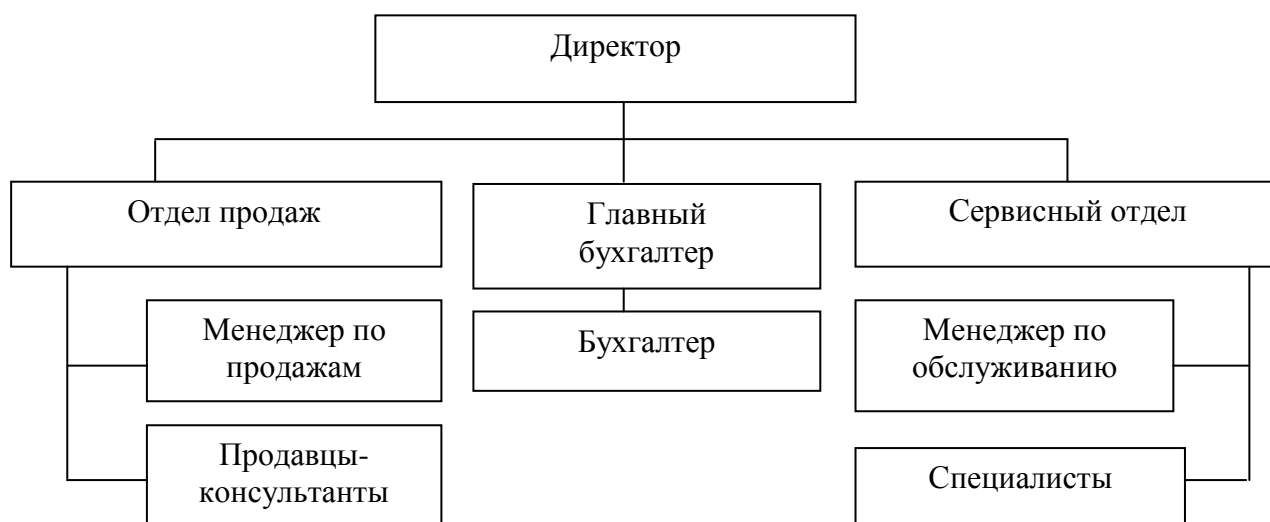 Директор
Отдел продаж
Главный
бухгалтер
Сервисный отдел
Менеджер по
продажам
Бухгалтер
Менеджер по
обслуживанию
Продавцы-
консультанты
Специалисты